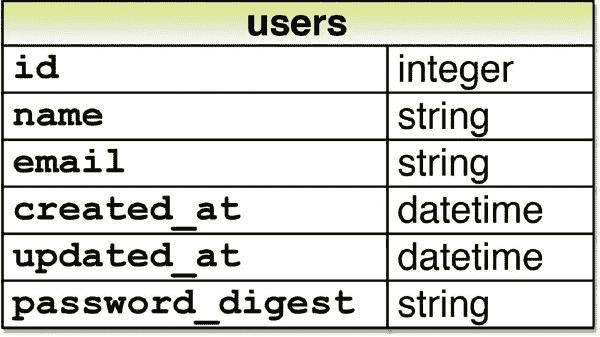 users
id integer
name string
email string
created_at datetime
updated_at datetime
password_digest string